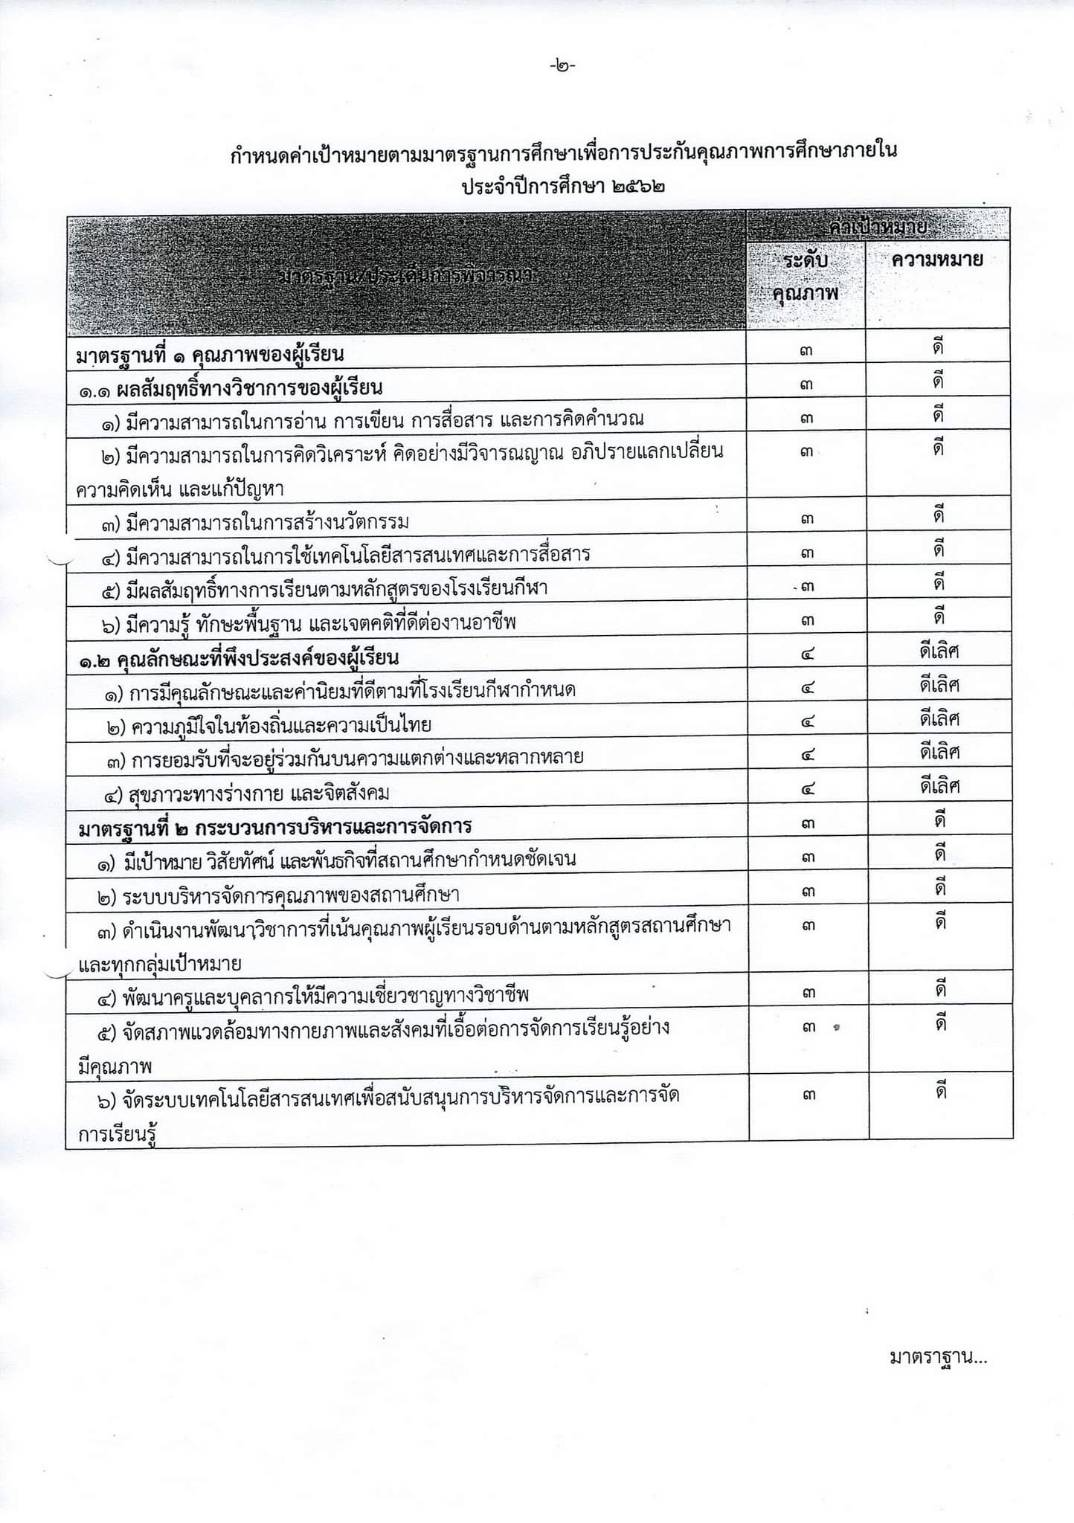 -๒-
กำหนดค่าเป้าหมายตามมาตรฐานการศึกษาเพื่อการประกันคุณภาพการศึกษาภายใน
ประจำปีการศึกษา ๒๕๖๒
มาตรฐาน/ประเด็นการพิจารณา
ค่าเป้าหมาย
ระดับ
คุณภาพ
ความหมาย
มาตรฐานที่ ๑ คุณภาพของผู้เรียน ๓ ดี
๑.๑ ผลสัมฤทธิ์ทางวิชาการของผู้เรียน ๓ ดี
๑) มีความสามารถในการอ่าน การเขียน การสื่อสาร และการคิดคำนวณ ๓ ดี
๒) มีความสามารถในการคิดวิเคราะห์ คิดอย่างมีวิจารณญาณ อภิปรายแลกเปลี่ยน ๓ ดี
ความคิดเห็น และแก้ปัญหา
๓) มีความสามารถในการสร้างนวัตกรรม ๓ ดี
๔) มีความสามารถในการใช้เทคโนโลยีสารสนเทศและการสื่อสาร ๓ ดี
๕) มีผลสัมฤทธิ์ทางการเรียนตามหลักสูตรของโรงเรียนกีฬา ๓ ดี
๖) มีความรู้ ทักษะพื้นฐาน และเจตคติที่ดีต่องานอาชีพ ๓ ดี
๑.๒ คุณลักษณะที่พึงประสงค์ของผู้เรียน ๔ ดีเลิศ
๑) การมีคุณลักษณะและค่านิยมที่ดีตามที่โรงเรียนกีฬากำหนด ๔ ดีเลิศ
๒) ความภูมิใจในท้องถิ่นและความเป็นไทย ๔ ดีเลิศ
๓) การยอมรับที่จะอยู่ร่วมกันบนความแตกต่างและหลากหลาย ๔ ดีเลิศ
๔) สุขภาวะทางร่างกาย และจิตสังคม ๔ ดีเลิศ
มาตรฐานที่ ๒ กระบวนการบริหารและการจัดการ ๓ ดี
๑) มีเป้าหมาย วิสัยทัศน์ และพันธกิจที่สถานศึกษากำหนดชัดเจน ๓ ดี
๒) ระบบบริหารจัดการคุณภาพของสถานศึกษา ๓ ดี
๓) ดำเนินงานพัฒนาวิชาการที่เน้นคุณภาพผู้เรียนรอบด้านตามหลักสูตรสถานศึกษา ๓ ดี
และทุกกลุ่มเป้าหมาย
๔) พัฒนาครูและบุคลากรให้มีความเชี่ยวชาญทางวิชาชีพ ๓ ดี
๕) จัดสภาพแวดล้อมทางกายภาพและสังคมที่เอื้อต่อการจัดการเรียนรู้อย่าง ๓ ดี
มีคุณภาพ
๖) จัดระบบเทคโนโลยีสารสนเทศเพื่อสนับสนุนการบริหารจัดการและการจัด ๓ ดี
การเรียนรู้
มาตราฐาน...